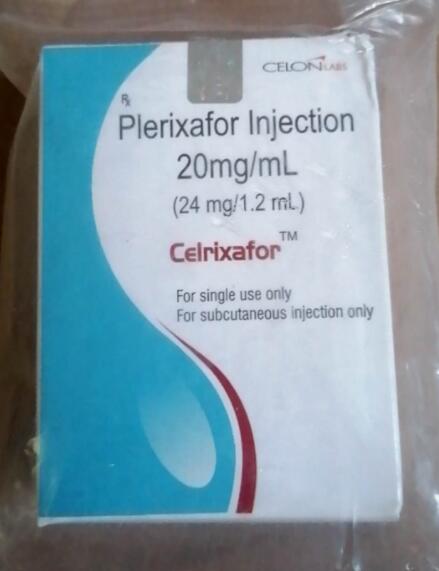 CELON LABS
Rx
Plerixafor Injection
20mg/mL
(24 mg/1.2 mL)
Celrixafor™
For single use only
For subcutaneous injection only